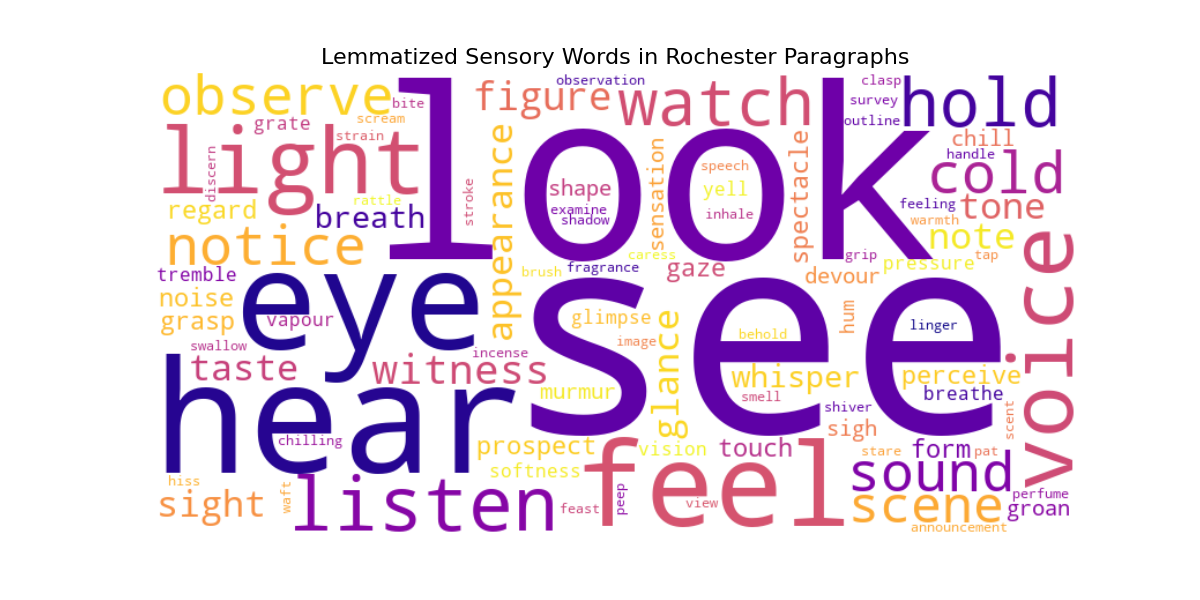 Lemmatized Sensory Words in Rochester Paragraphs
observe
bite
look
figure
observation
watch
clasp
survey
outline
hold
light
grate
scream
strain
discern
rattle
regard
breath
stroke
appearance
shape
examine
shadow
speech
yell
inhale
sensation
spectacle
chill
handle
cold
feeling
tone
warmth
note
tap
notice
tremble
eye
brush
fragrance
caress
gaze
grip
devour
pressure
voice
noise
grasp
vapour
see
glimpse
image
glance
behold
hum
linger
swallow
taste
witness
incense
whisper
perceive
smell
breathe
hear
murmur
shiver
sigh
scent
chilling
prospect
softness
vision
touch
stare
form
pat
hiss
sight
waft
listen
feast
peep
feel
view
sound
scene
perfume
groan
announcement